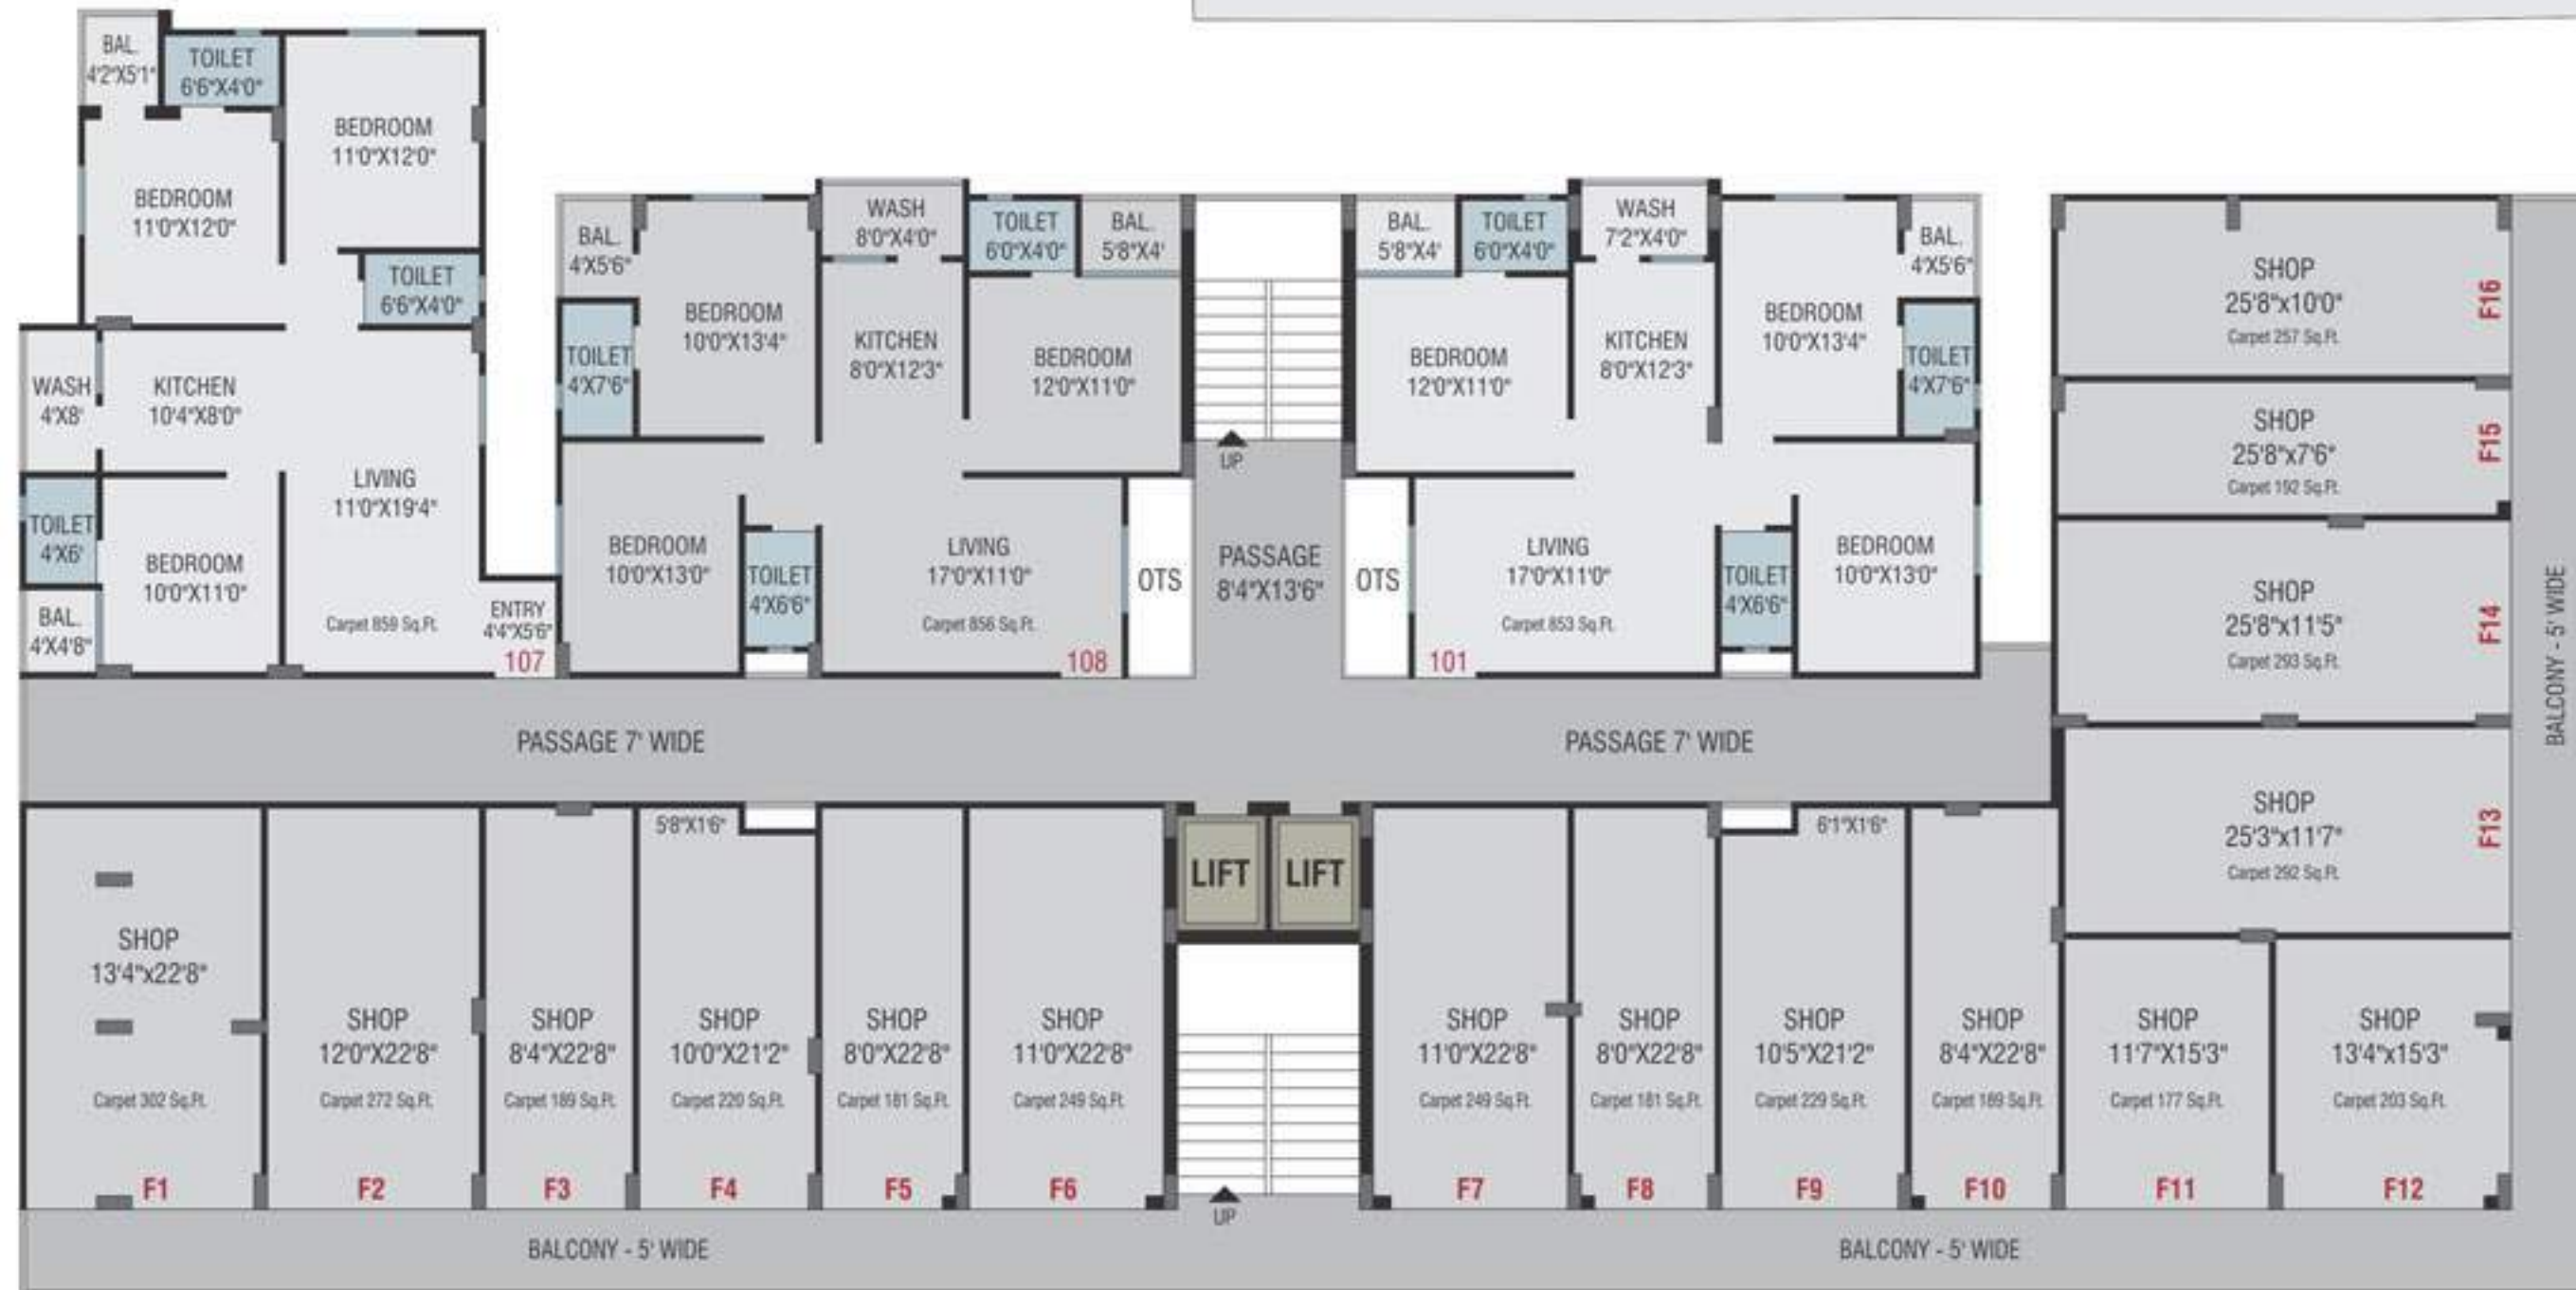 BAL.
4'2"X5'1"
TOILET
6'6"X4'0"
BEDROOM
11'0"X12'0"
BEDROOM
11'0"X12'0"
TOILET
6'6"X4'0"
WASH
4'X8'
KITCHEN
10'4"X8'0"
LIVING
11'0"X19'4"
TOILET
4'X6'
BEDROOM
10'0"X11'0"
BAL.
4'X4'8"
Carpet 859 Sq.Ft.
ENTRY
4'4"X5'6"
107
BAL.
4'X5'6"
BEDROOM
10'0"X13'4"
WASH
8'0"X4'0"
TOILET
6'0"X4'0"
BAL.
5'8"X4'
TOILET
4'X7'6"
KITCHEN
8'0"X12'3"
BEDROOM
12'0"X11'0"
BEDROOM
10'0"X13'0"
TOILET
4'X6'6"
LIVING
17'0"X11'0"
Carpet 856 Sq.Ft.
108
OTS
UP
PASSAGE
8'4"X13'6"
OTS
BAL.
5'8"X4'
TOILET
6'0"X4'0"
WASH
7'2"X4'0"
BAL.
4'X5'6"
BEDROOM
12'0"X11'0"
KITCHEN
8'0"X12'3"
BEDROOM
10'0"X13'4"
TOILET
4'X7'6"
LIVING
17'0"X11'0"
Carpet 853 Sq.Ft.
101
TOILET
4'X6'6"
BEDROOM
10'0"X13'0"
SHOP
25'8"x10'0"
Carpet 257 Sq.Ft.
F16
SHOP
25'8"x7'6"
Carpet 192 Sq.Ft.
F15
SHOP
25'8"x11'5"
Carpet 293 Sq.Ft.
F14
SHOP
25'3"x11'7"
Carpet 292 Sq.Ft.
F13
BALCONY - 5' WIDE
PASSAGE 7' WIDE
PASSAGE 7' WIDE
SHOP
13'4"x22'8"
Carpet 302 Sq.Ft.
F1
SHOP
12'0"X22'8"
Carpet 272 Sq.Ft.
F2
SHOP
8'4"X22'8"
Carpet 189 Sq.Ft.
F3
5'8"X1'6"
SHOP
10'0"X21'2"
Carpet 220 Sq.Ft.
F4
SHOP
8'0"X22'8"
Carpet 181 Sq.Ft.
F5
SHOP
11'0"X22'8"
Carpet 249 Sq.Ft.
F6
LIFT
LIFT
UP
SHOP
11'0"X22'8"
Carpet 249 Sq.Ft.
F7
SHOP
8'0"X22'8"
Carpet 181 Sq.Ft.
F8
6'1"X1'6"
SHOP
10'5"X21'2"
Carpet 229 Sq.Ft.
F9
SHOP
8'4"X22'8"
Carpet 189 Sq.Ft.
F10
SHOP
11'7"X15'3"
Carpet 177 Sq.Ft.
F11
SHOP
13'4"x15'3"
Carpet 203 Sq.Ft.
F12
BALCONY - 5' WIDE
BALCONY - 5' WIDE